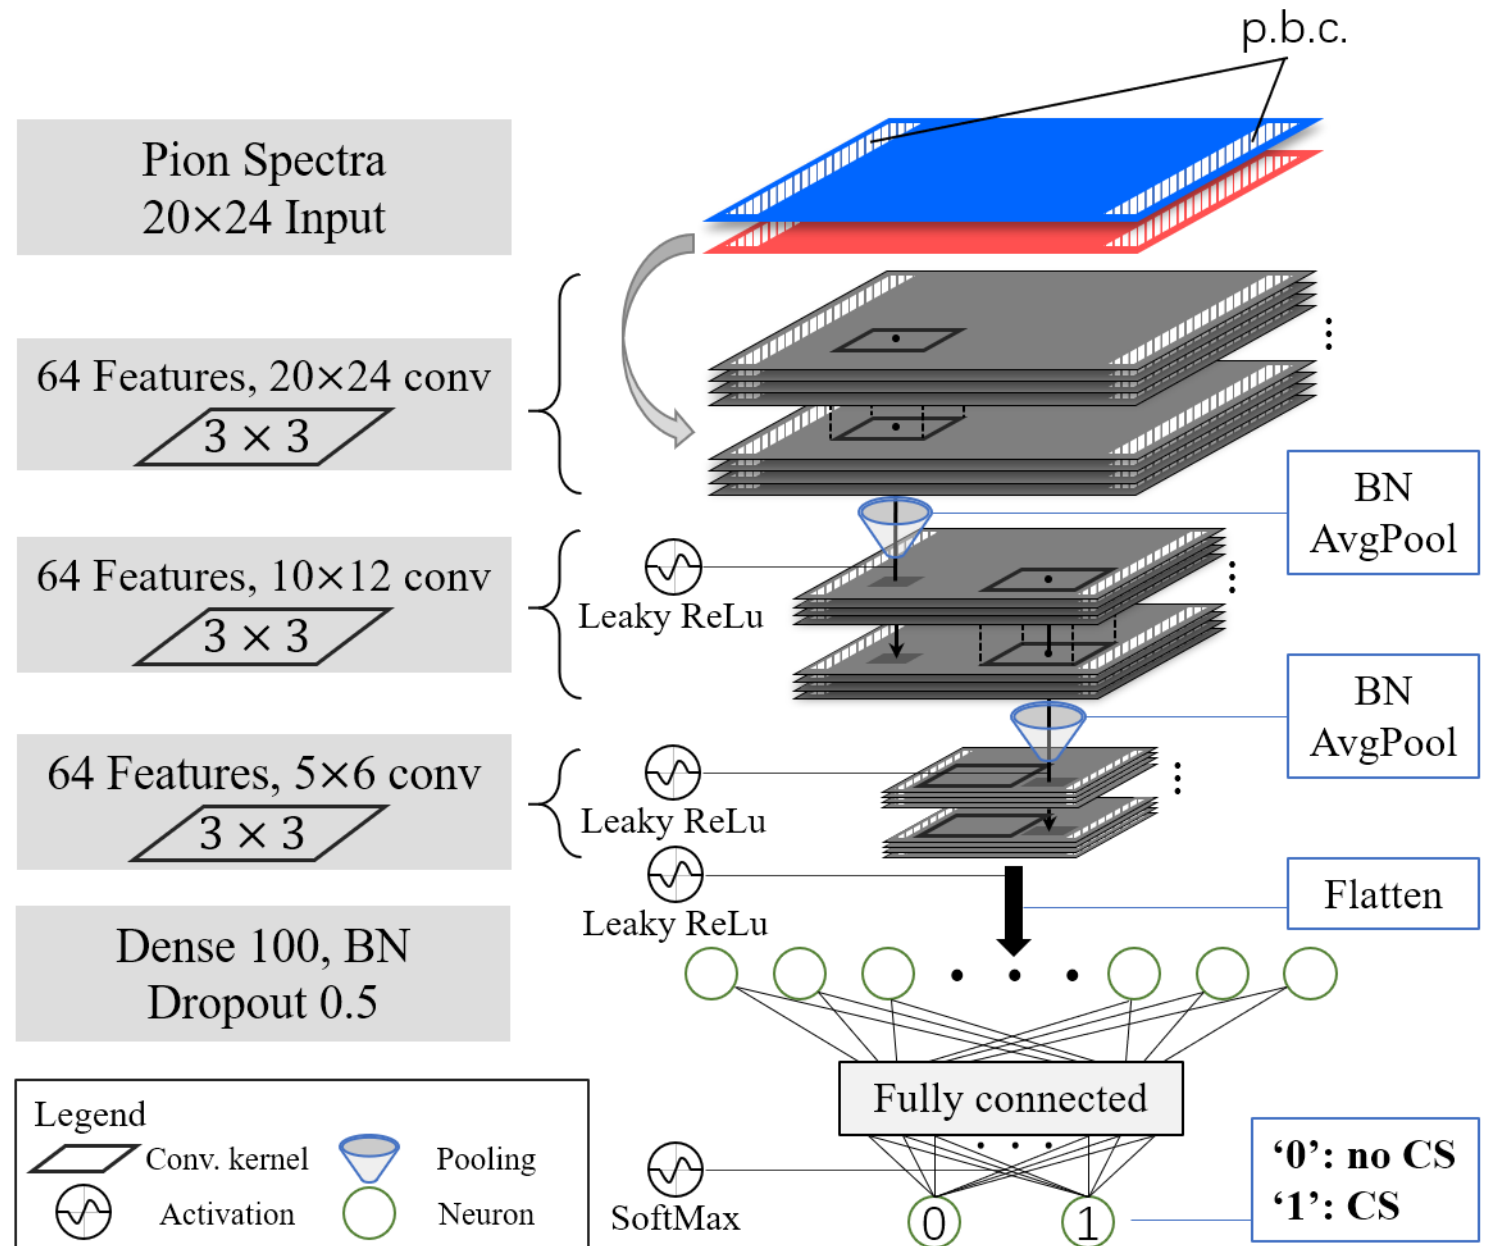 p.b.c.
Pion Spectra
20×24 Input
64 Features, 20×24 conv
3 × 3
BN
AvgPool
64 Features, 10×12 conv
3 × 3
Leaky ReLu
BN
AvgPool
64 Features, 5×6 conv
3 × 3
Leaky ReLu
Leaky ReLu
Flatten
Dense 100, BN
Dropout 0.5
Fully connected
Legend
Conv. kernel
Pooling
Activation
Neuron
SoftMax
0
1
‘0’: no CS
‘1’: CS